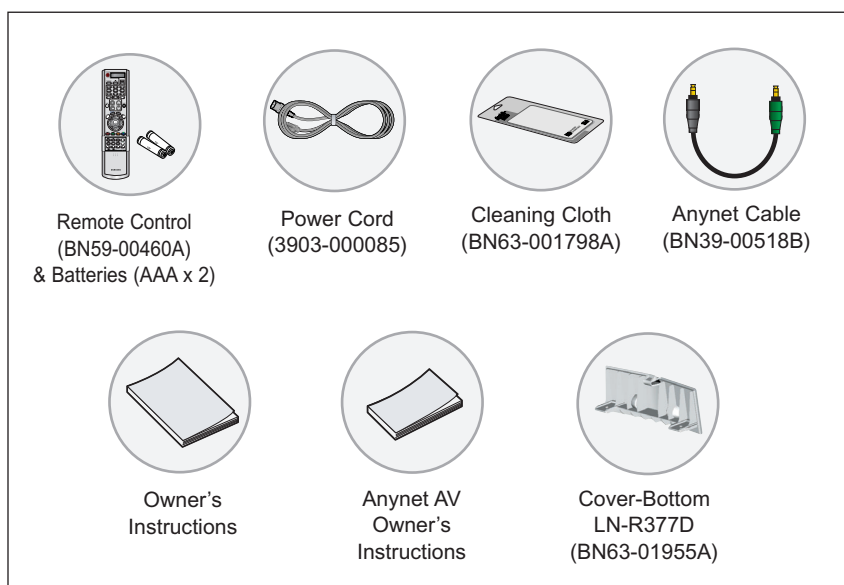 Remote Control
(BN59-00460A)
& Batteries (AAA x 2)
Power Cord
(3903-000085)
Cleaning Cloth
(BN63-001798A)
Anynet Cable
(BN39-00518B)
Owner's
Instructions
Anynet AV
Owner's
Instructions
Cover-Bottom
LN-R377D
(BN63-01955A)